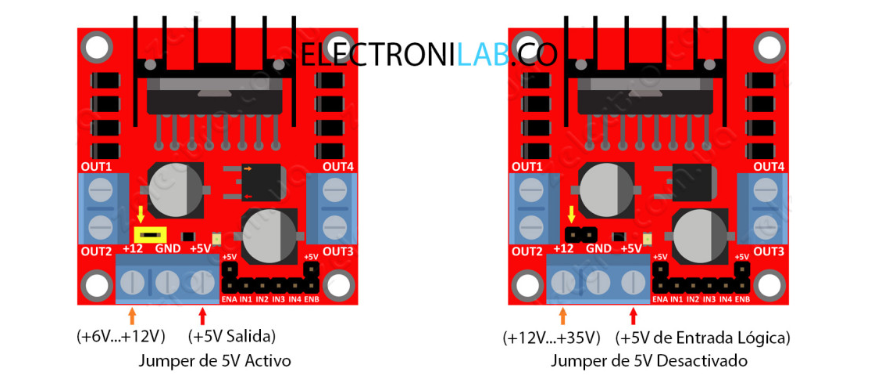 ELECTRONILAB.CO
OUT1
OUT4
OUT2
+12
GND
+5V
OUT3
+5V
+5V
ENA IN1 IN2 IN3 IN4 ENB
(+6V...+12V)
(+5V Salida)
Jumper de 5V Activo
OUT1
OUT4
OUT2
+12
GND
+5V
OUT3
+5V
+5V
ENA IN1 IN2 IN3 IN4 ENB
(+12V...+35V)
(+5V de Entrada Lógica)
Jumper de 5V Desactivado